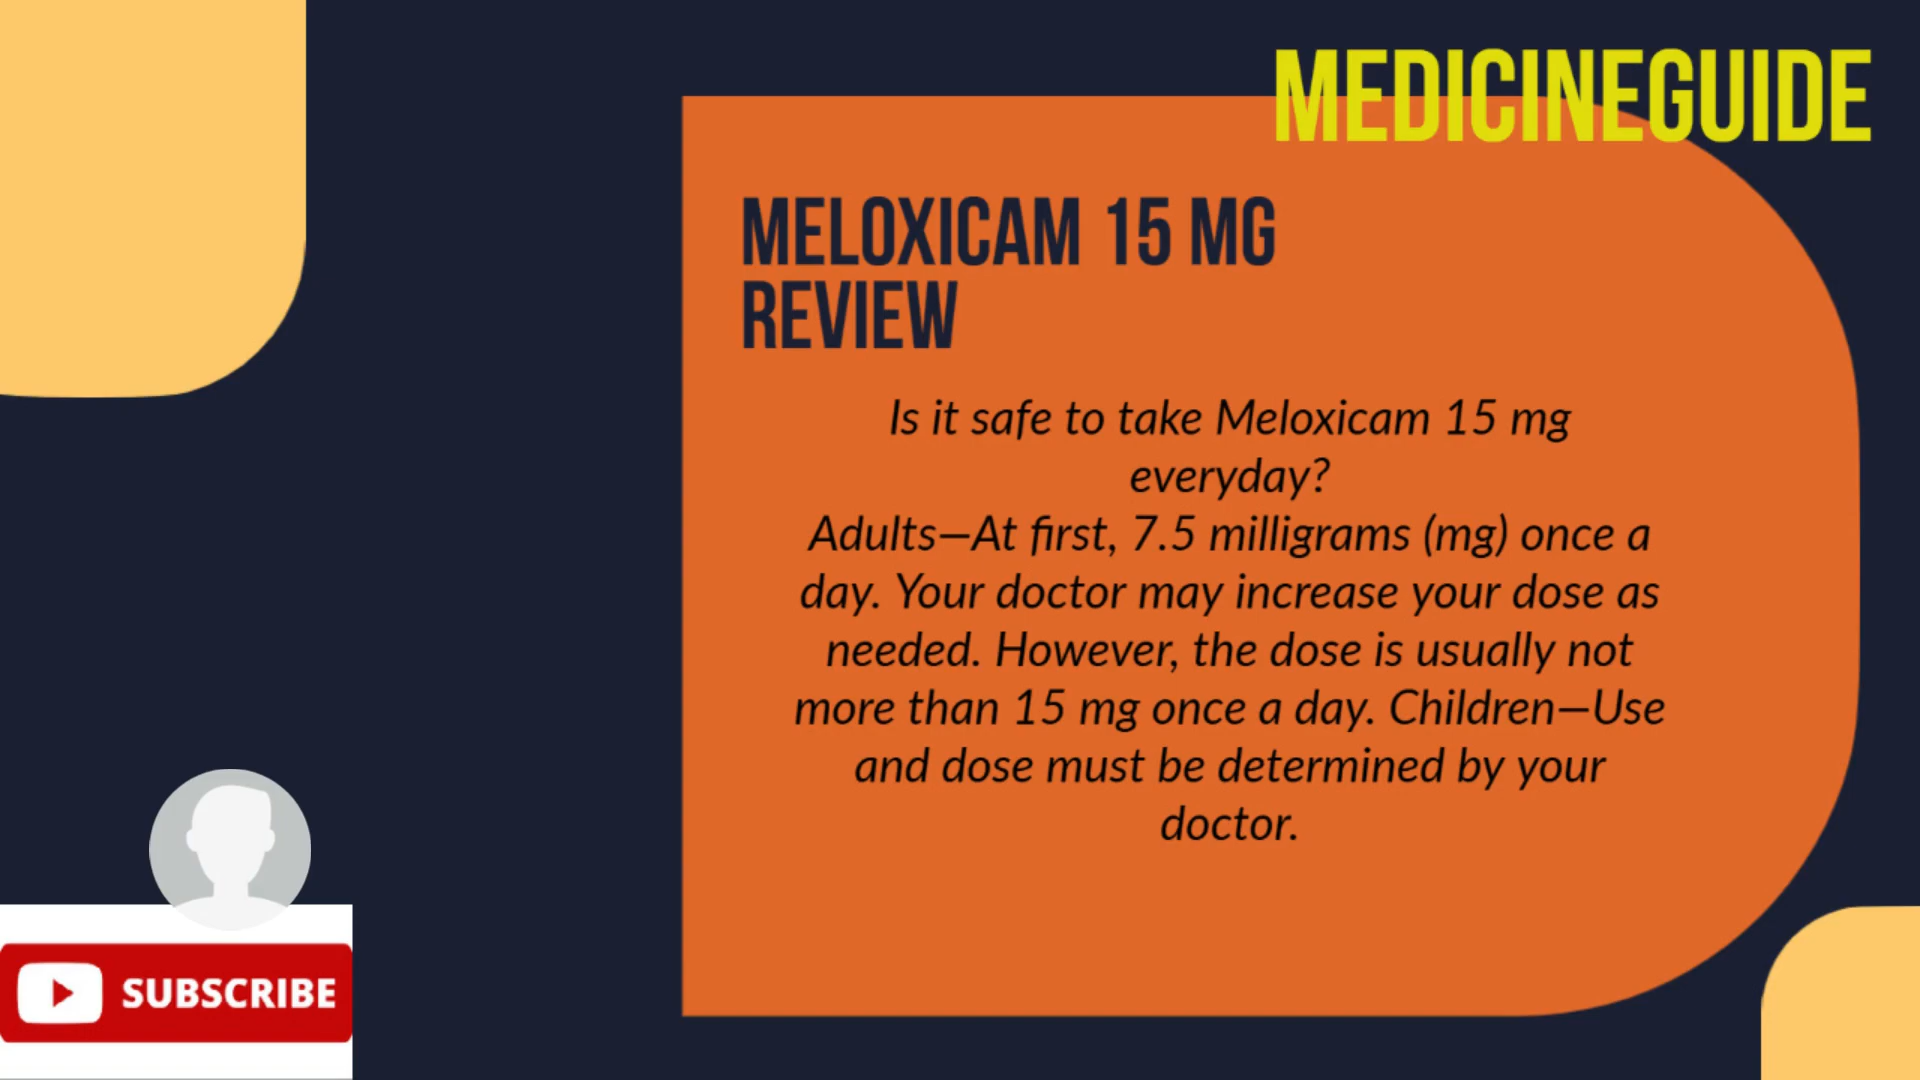 MEDICINEGUIDE
MELOXICAM 15 MG
REVIEW
Is it safe to take Meloxicam 15 mg
everyday?
Adults—At first, 7.5 milligrams (mg) once a
day. Your doctor may increase your dose as
needed. However, the dose is usually not
more than 15 mg once a day. Children—Use
and dose must be determined by your
doctor.
SUBSCRIBE